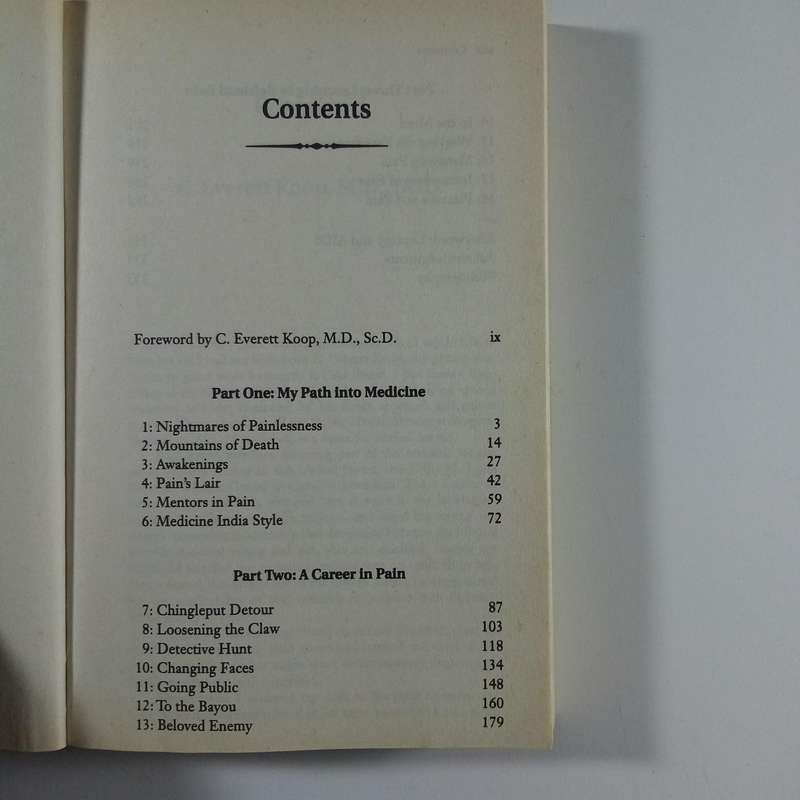 Contents
Foreword by C. Everett Koop, M.D., Sc.D. ix
Part One: My Path into Medicine
1: Nightmares of Painlessness 3
2: Mountains of Death 14
3: Awakenings 27
4: Pain's Lair 42
5: Mentors in Pain 59
6: Medicine India Style 72
Part Two: A Career in Pain
7: Chingleput Detour 87
8: Loosening the Claw 103
9: Detective Hunt 118
10: Changing Faces 134
11: Going Public 148
12: To the Bayou 160
13: Beloved Enemy 179